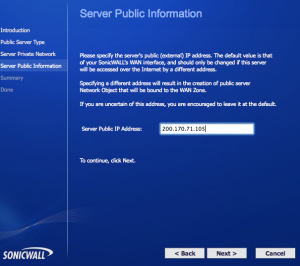 Server Public Information
Introduction
Public Server Type
Server Private Network
Server Public Information
Summary
Done
Please specify the server's public (external) IP address. The default value is that
of your SonicWALL's WAN interface, and should only be changed if this server
will be accessed over the Internet by a different address.
Specifying a different address will result in the creation of public server
Network Object that will be bound to the WAN Zone.
If you are uncertain of this address, you are encouraged to leave it at the default.
Server Public IP Address:
200.170.71.105
To continue, click Next.
SONICWALL
< Back
Next >
Cancel